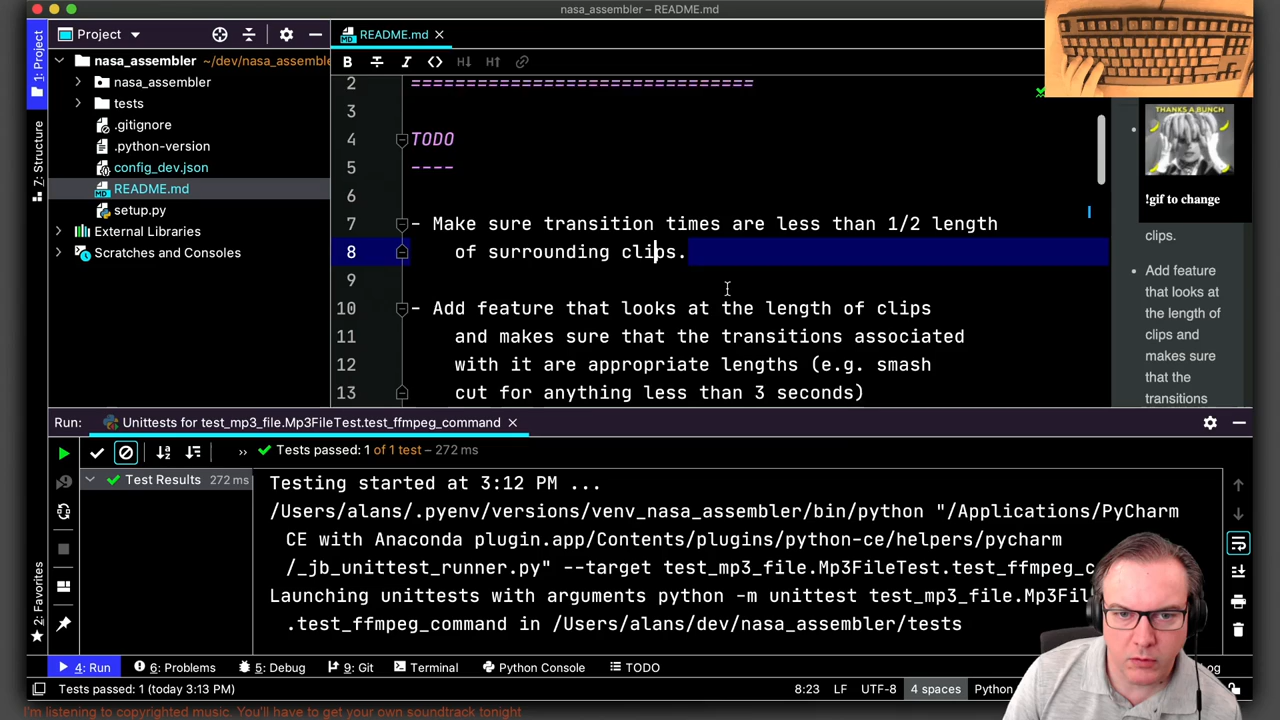 nasa_assembler – README.md
Project
README.md
1: Project
Z: Structure
2: Favorites
nasa_assembler ~/dev/nasa_assemble
nasa_assembler
tests
.gitignore
.python-version
config_dev.json
README.md
setup.py
External Libraries
Scratches and Consoles
B
I
H↓
H↑
2 ===============================
3
4 TODO
5 ----
6
7 - Make sure transition times are less than 1/2 length
8 of surrounding clips.
9
10 - Add feature that looks at the length of clips
11 and makes sure that the transitions associated
12 with it are appropriate lengths (e.g. smash
13 cut for anything less than 3 seconds)
THANKS A BUNCH
!gif to change
clips.
Add feature
that looks at
the length of
clips and
makes sure
that the
transitions
Run: Unittests for test_mp3_file.Mp3FileTest.test_ffmpeg_command
Tests passed: 1 of 1 test – 272 ms
Test Results 272 ms
Testing started at 3:12 PM ...
/Users/alans/.pyenv/versions/venv_nasa_assembler/bin/python "/Applications/PyCharm
CE with Anaconda plugin.app/Contents/plugins/python-ce/helpers/pycharm
/_jb_unittest_runner.py" --target test_mp3_file.Mp3FileTest.test_ffmpeg_c
Launching unittests with arguments python -m unittest test_mp3_file.Mp3Fil
.test_ffmpeg_command in /Users/alans/dev/nasa_assembler/tests
4: Run
6: Problems
5: Debug
9: Git
Terminal
Python Console
TODO
og
Tests passed: 1 (today 3:13 PM)
8:23 LF UTF-8 4 spaces Python
I'm listening to copyrighted music. You'll have to get your own soundtrack tonight